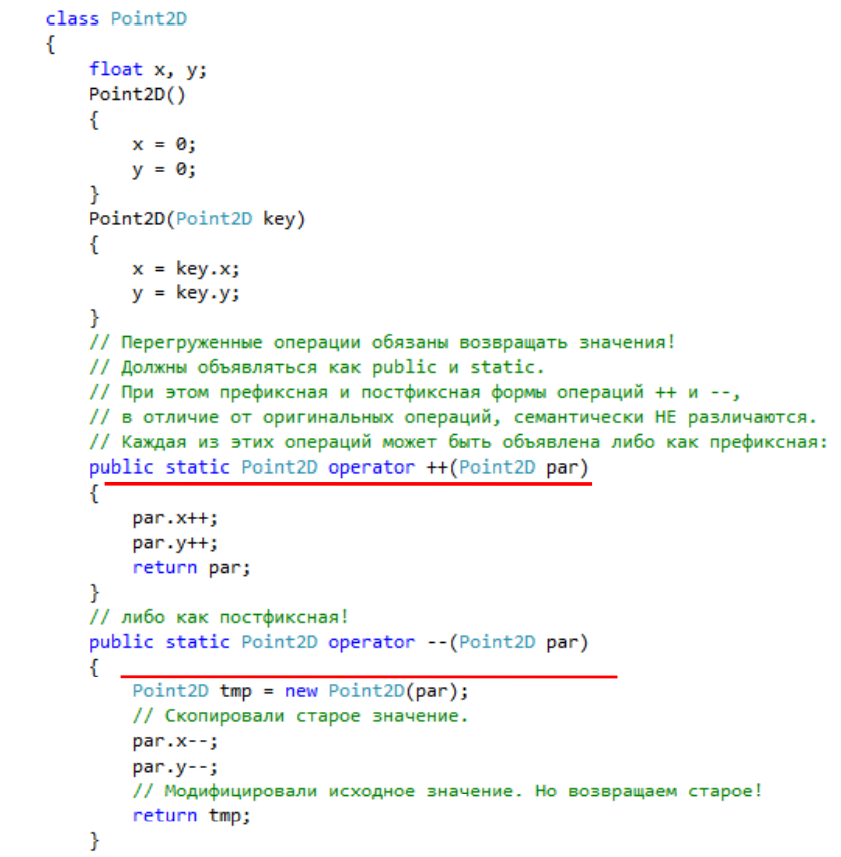 class Point2D
{
    float x, y;
    Point2D()
    {
        x = 0;
        y = 0;
    }
    Point2D(Point2D key)
    {
        x = key.x;
        y = key.y;
    }
    // Перегруженные операции обязаны возвращать значения!
    // Должны объявляться как public и static.
    // При этом префиксная и постфиксная формы операций ++ и --,
    // в отличие от оригинальных операций, семантически НЕ различаются.
    // Каждая из этих операций может быть объявлена либо как префиксная:
    public static Point2D operator ++(Point2D par)
    {
        par.x++;
        par.y++;
        return par;
    }
    // либо как постфиксная!
    public static Point2D operator --(Point2D par)
    {
        Point2D tmp = new Point2D(par);
        // Скопировали старое значение.
        par.x--;
        par.y--;
        // Модифицировали исходное значение. Но возвращаем старое!
        return tmp;
    }